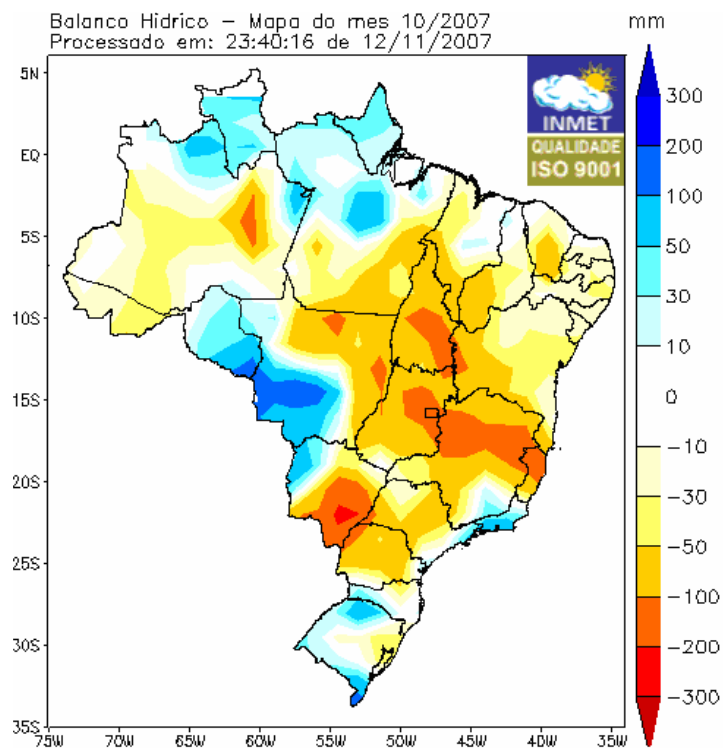 Balanco Hidrico – Mapa do mes 10/2007
Processado em: 23:40:16 de 12/11/2007
mm
INMET
QUALIDADE
ISO 9001
300
200
100
50
30
10
0
−10
−30
−50
−100
−200
−300
5N
EQ
5S
10S
15S
20S
25S
30S
35S
75W 70W 65W 60W 55W 50W 45W 40W 35W